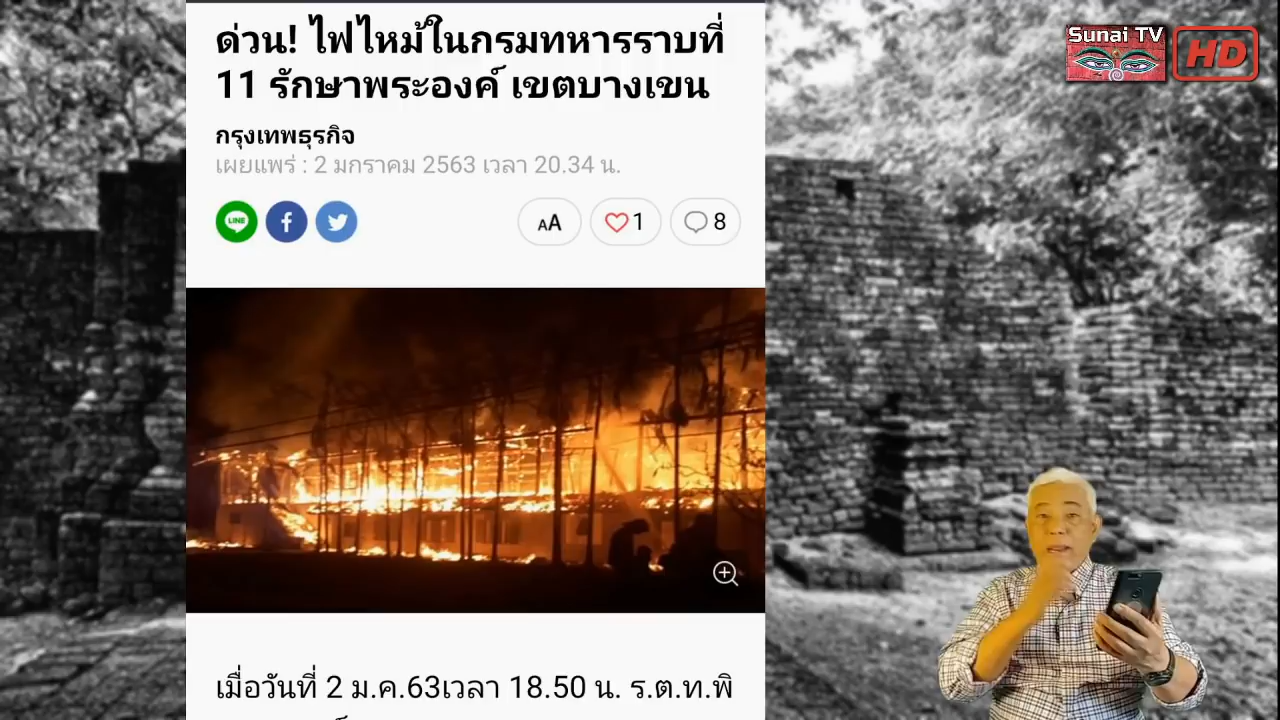 ด่วน! ไฟไหม้ในกรมทหารราบที่
11 รักษาพระองค์ เขตบางเขน
กรุงเทพธุรกิจ
เผยแพร่ : 2 มกราคม 2563 เวลา 20.34 น.
LINE
AA
1
8
เมื่อวันที่ 2 ม.ค.63เวลา 18.50 น. ร.ต.ท.พิ
Sunai TV
HD